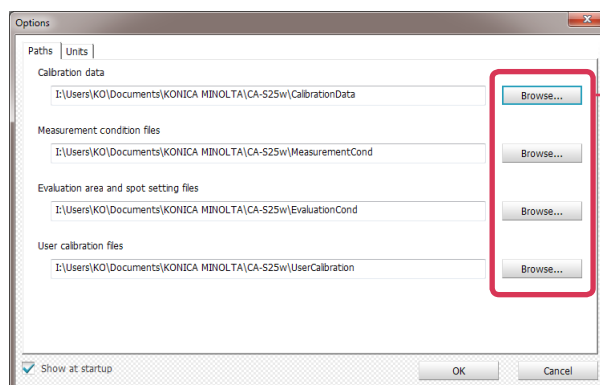 Options
Paths Units
Calibration data
I:\Users\KO\Documents\KONICA MINOLTA\CA-S25w\CalibrationData Browse...
Measurement condition files
I:\Users\KO\Documents\KONICA MINOLTA\CA-S25w\MeasurementCond Browse...
Evaluation area and spot setting files
I:\Users\KO\Documents\KONICA MINOLTA\CA-S25w\EvaluationCond Browse...
User calibration files
I:\Users\KO\Documents\KONICA MINOLTA\CA-S25w\UserCalibration Browse...
Show at startup OK Cancel